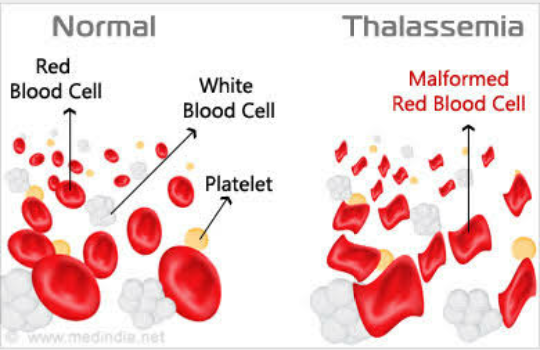 Normal
Thalassemia
Red
Blood Cell
White
Blood Cell
Platelet
Malformed
Red Blood Cell
© www.medindia.net